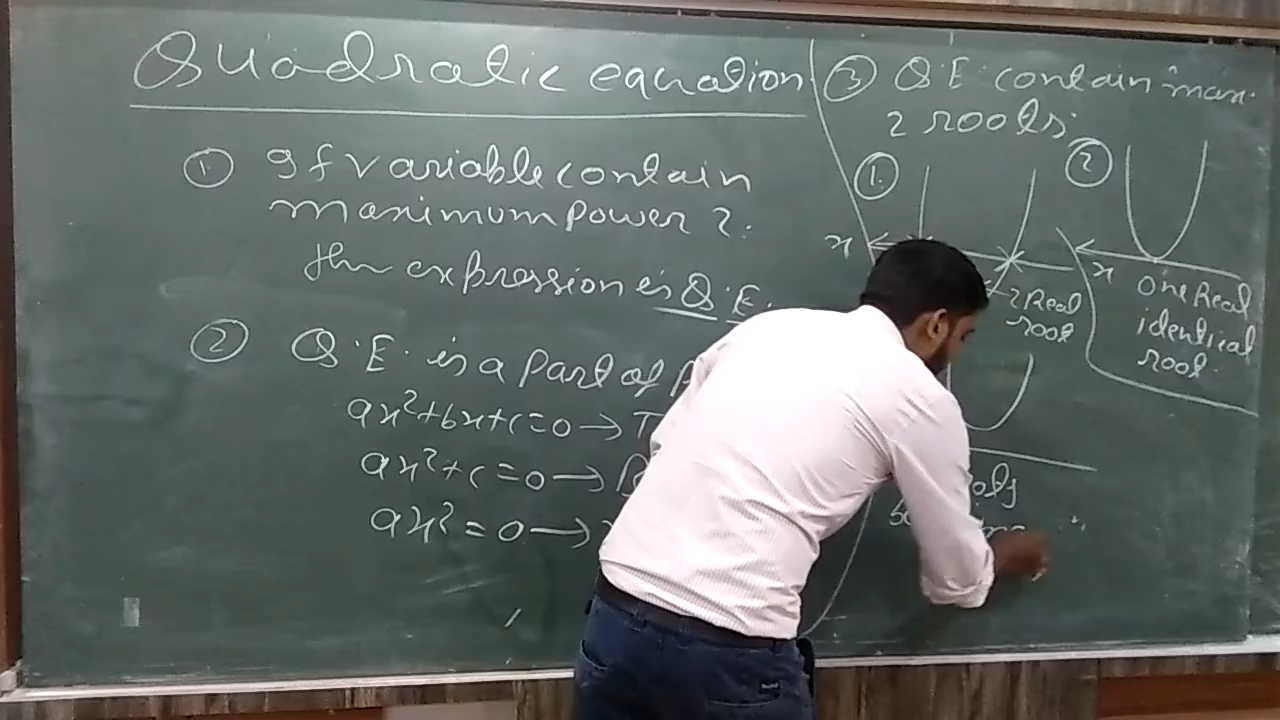 Quadratic equation
① If variable contain
maximum power 2.
the expression is Q.E.
② Q.E. is a part of
ax²+bx+c=0 →
ax²+c=0 →
ax²=0 →
③ Q.E. contain max.
2 roots.
①
x
2 Real
root
②
x
one Real
identical
root.